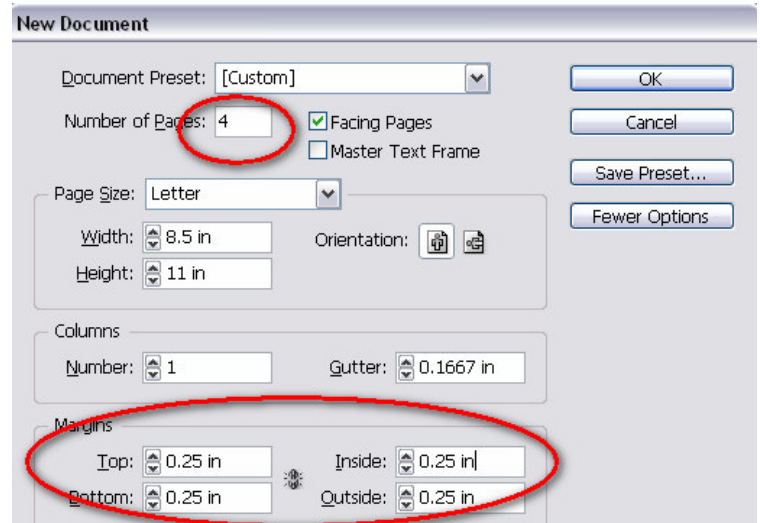 New Document
Document Preset: [Custom]
OK
Number of Pages: 4
Facing Pages
Cancel
Master Text Frame
Save Preset...
Page Size: Letter
Fewer Options
Width: 8.5 in
Orientation:
Height: 11 in
Columns
Number: 1
Gutter: 0.1667 in
Margins
Top: 0.25 in
Inside: 0.25 in
Bottom: 0.25 in
Outside: 0.25 in